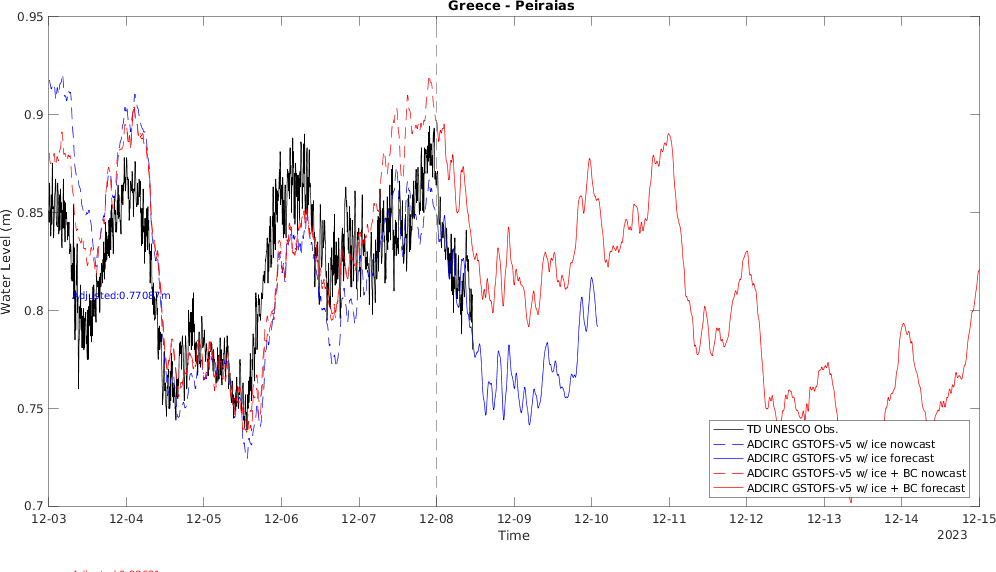 Greece - Peiraias
0.95
0.9
0.85
0.8
0.75
0.7
Water Level (m)
Adjusted:0.77087m
TD UNESCO Obs.
ADCIRC GSTOFS-v5 w/ ice nowcast
ADCIRC GSTOFS-v5 w/ ice forecast
ADCIRC GSTOFS-v5 w/ ice + BC nowcast
ADCIRC GSTOFS-v5 w/ ice + BC forecast
12-03 12-04 12-05 12-06 12-07 12-08 12-09 12-10 12-11 12-12 12-13 12-14 12-15
Time
2023